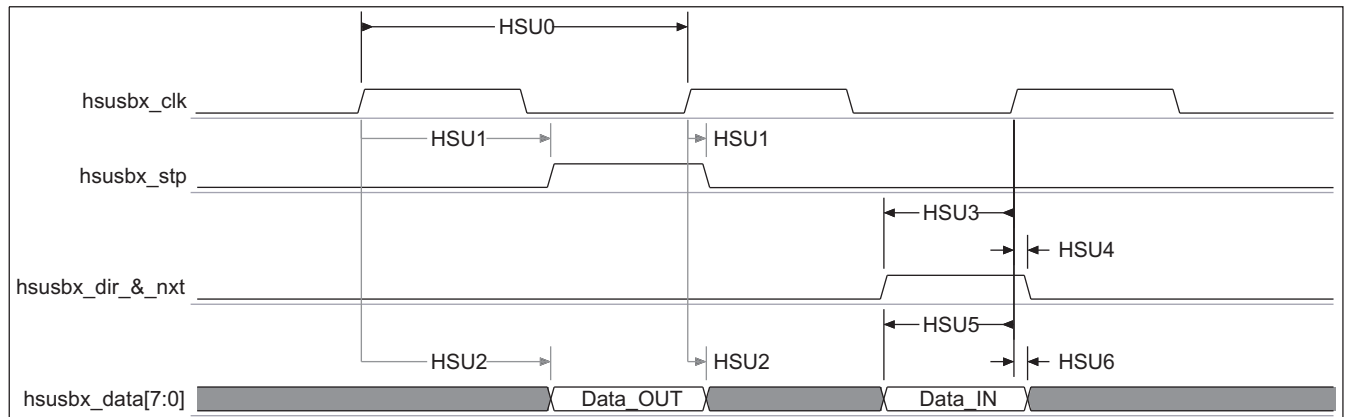 HSU0
hsusbx_clk
HSU1 HSU1
hsusbx_stp
HSU3
HSU4
hsusbx_dir_&_nxt
HSU5
HSU2 HSU2 HSU6
hsusbx_data[7:0] Data_OUT Data_IN